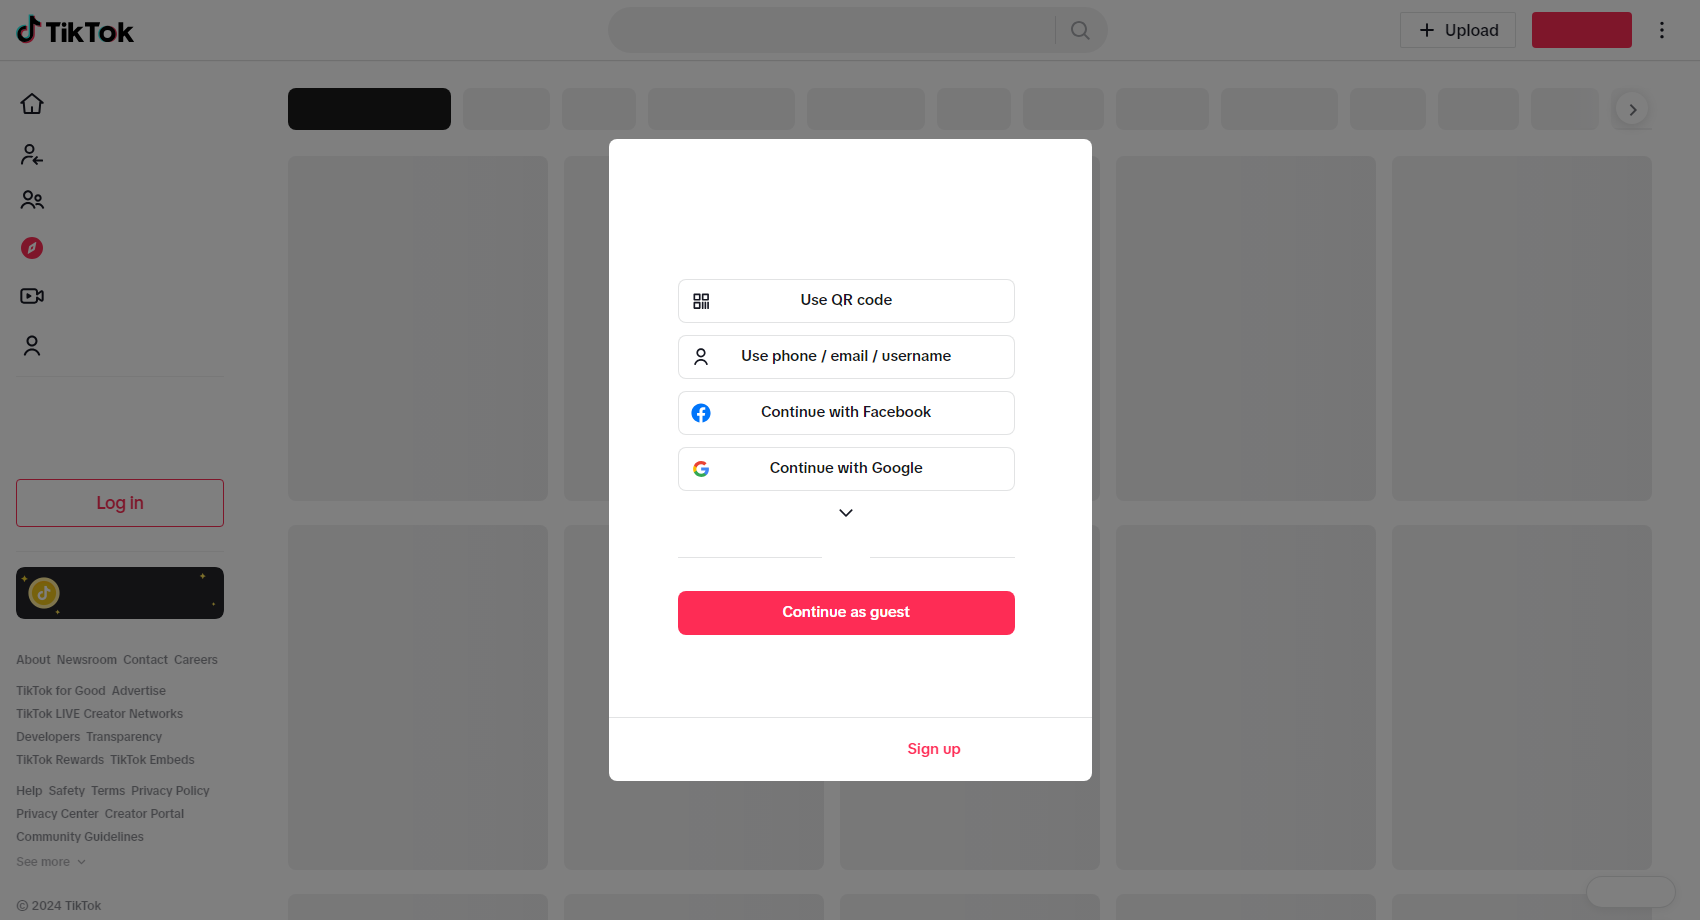 TikTok
Upload
Log in
About Newsroom Contact Careers
TikTok for Good Advertise
TikTok LIVE Creator Networks
Developers Transparency
TikTok Rewards TikTok Embeds
Help Safety Terms Privacy Policy
Privacy Center Creator Portal
Community Guidelines
See more
© 2024 TikTok
Use QR code
Use phone / email / username
Continue with Facebook
Continue with Google
Continue as guest
Sign up